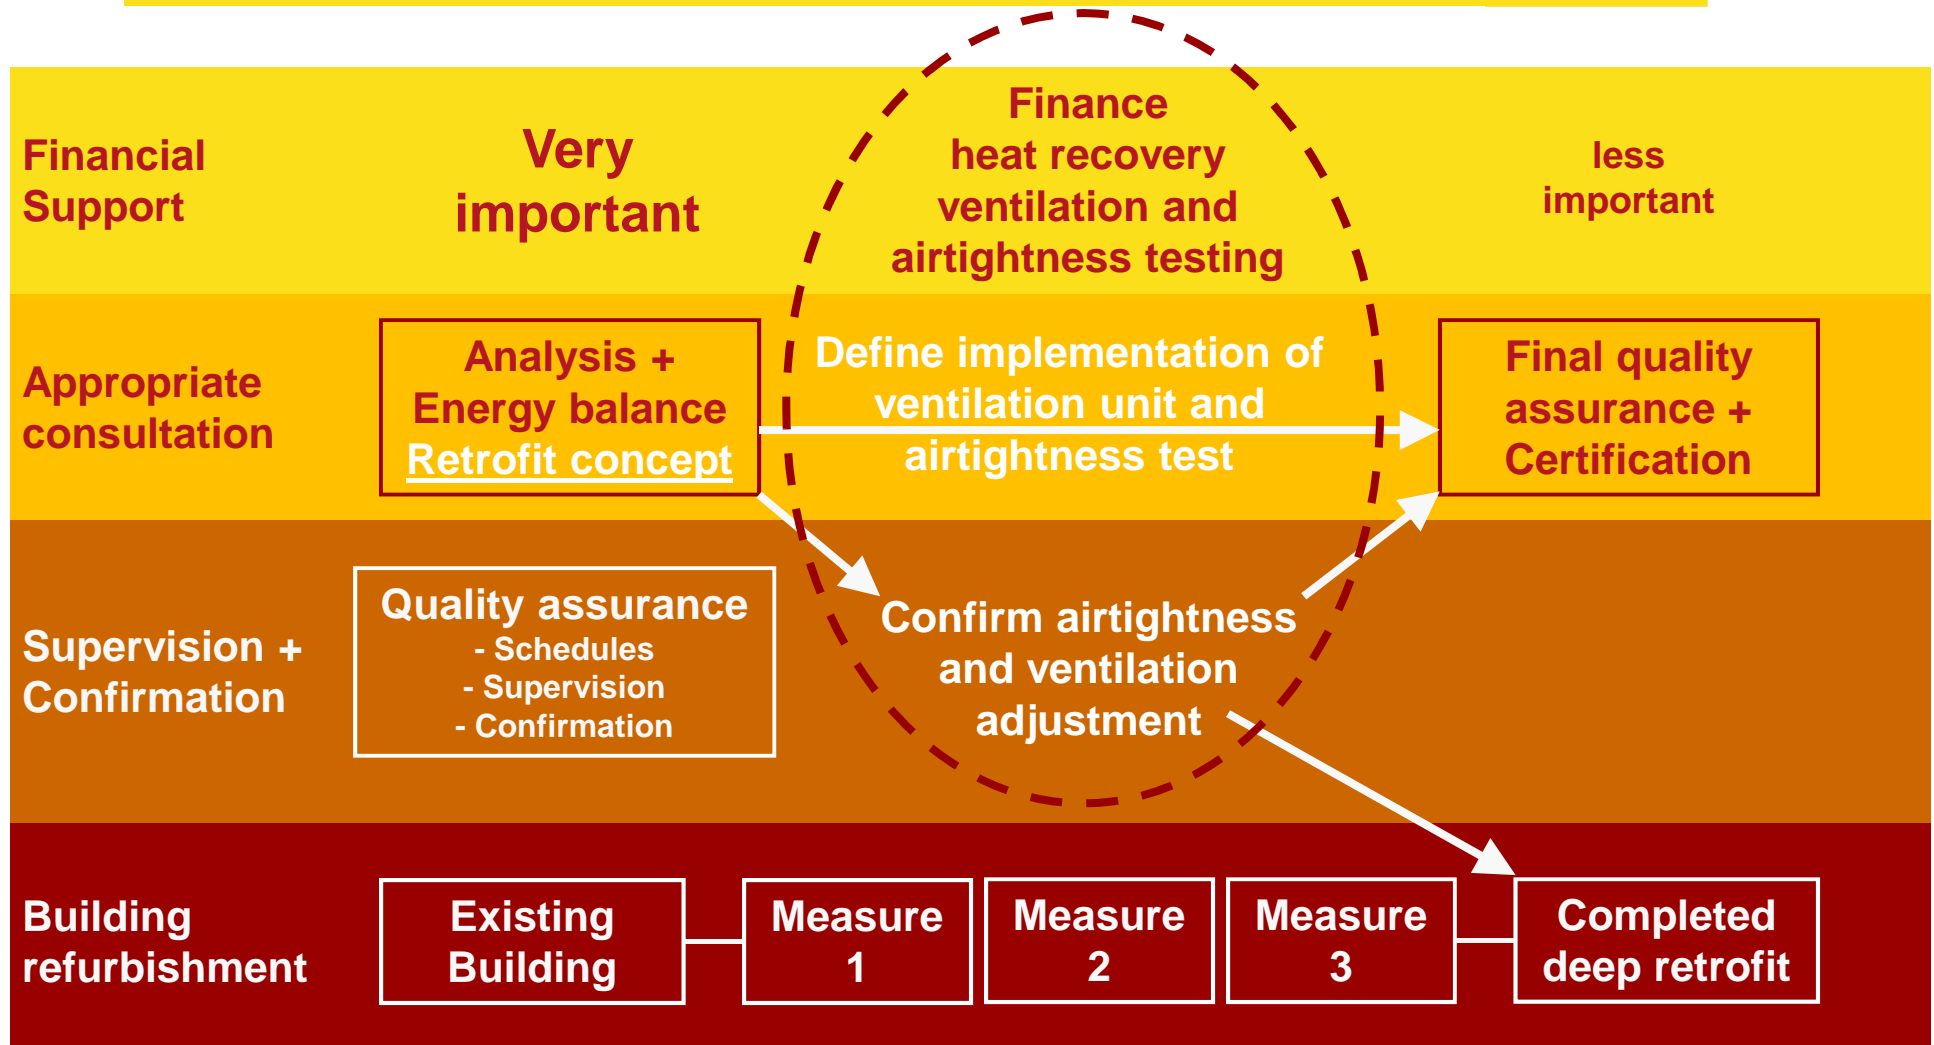 Financial
Support
Very
important
Finance
heat recovery
ventilation and
airtightness testing
less
important
Appropriate
consultation
Analysis +
Energy balance
Retrofit concept
Define implementation of
ventilation unit and
airtightness test
Final quality
assurance +
Certification
Supervision +
Confirmation
Quality assurance
- Schedules
- Supervision
- Confirmation
Confirm airtightness
and ventilation
adjustment
Building
refurbishment
Existing
Building
Measure
1
Measure
2
Measure
3
Completed
deep retrofit